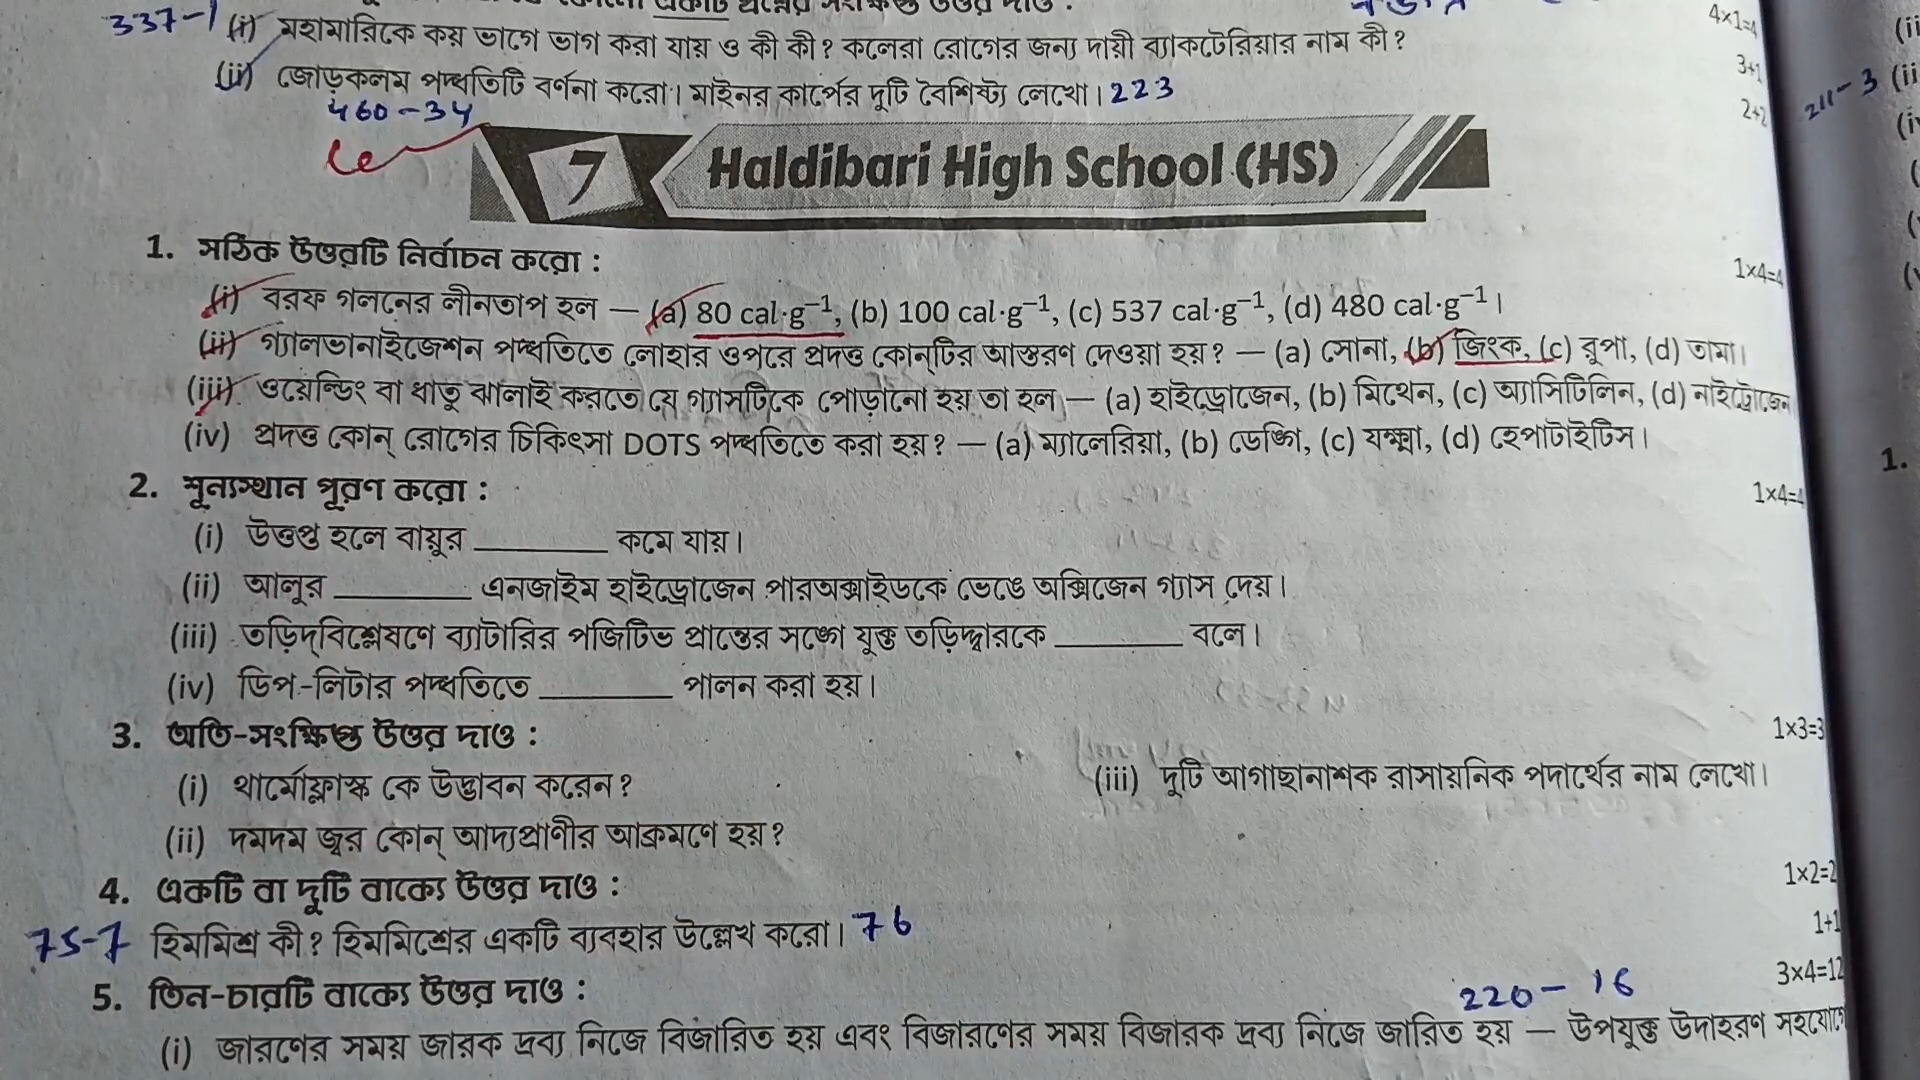 337-1 (i) মহামারিকে কয় ভাগে ভাগ করা যায় ও কী কী? কলেরা রোগের জন্য দায়ী ব্যাকটেরিয়ার নাম কী?
4×1=4
3+1
(ii) জোড়কলম পদ্ধতিটি বর্ণনা করো। মাইনর কার্পের দুটি বৈশিষ্ট্য লেখো। 223
2+2
460-34
211-3
7 Haldibari High School (HS)
1. সঠিক উত্তরটি নির্বাচন করো : 1×4=4
(i) বরফ গলনের লীনতাপ হল — (a) 80 cal·g⁻¹, (b) 100 cal·g⁻¹, (c) 537 cal·g⁻¹, (d) 480 cal·g⁻¹।
(ii) গ্যালভানাইজেশন পদ্ধতিতে লোহার ওপরে প্রদত্ত কোন্‌টির আস্তরণ দেওয়া হয়? — (a) সোনা, (b) জিংক, (c) রুপা, (d) তামা।
(iii) ওয়েল্ডিং বা ধাতু ঝালাই করতে যে গ্যাসটিকে পোড়ানো হয় তা হল — (a) হাইড্রোজেন, (b) মিথেন, (c) অ্যাসিটিলিন, (d) নাইট্রোজেন
(iv) প্রদত্ত কোন্ রোগের চিকিৎসা DOTS পদ্ধতিতে করা হয়? — (a) ম্যালেরিয়া, (b) ডেঙ্গি, (c) যক্ষ্মা, (d) হেপাটাইটিস।
2. শূন্যস্থান পূরণ করো : 1×4=4
(i) উত্তপ্ত হলে বায়ুর ________ কমে যায়।
(ii) আলুর ________ এনজাইম হাইড্রোজেন পারঅক্সাইডকে ভেঙে অক্সিজেন গ্যাস দেয়।
(iii) তড়িদ্‌বিশ্লেষণে ব্যাটারির পজিটিভ প্রান্তের সঙ্গে যুক্ত তড়িদ্দ্বারকে ________ বলে।
(iv) ডিপ-লিটার পদ্ধতিতে ________ পালন করা হয়।
3. অতি-সংক্ষিপ্ত উত্তর দাও : 1×3=3
(i) থার্মোফ্লাস্ক কে উদ্ভাবন করেন?
(iii) দুটি আগাছানাশক রাসায়নিক পদার্থের নাম লেখো।
(ii) দমদম জ্বর কোন্ আদ্যপ্রাণীর আক্রমণে হয়?
4. একটি বা দুটি বাক্যে উত্তর দাও : 1×2=2
75-7 হিমমিশ্র কী? হিমমিশ্রের একটি ব্যবহার উল্লেখ করো। 76 1+1
5. তিন-চারটি বাক্যে উত্তর দাও : 3×4=12
220-16
(i) জারণের সময় জারক দ্রব্য নিজে বিজারিত হয় এবং বিজারণের সময় বিজারক দ্রব্য নিজে জারিত হয় — উপযুক্ত উদাহরণ সহযোগে
1.